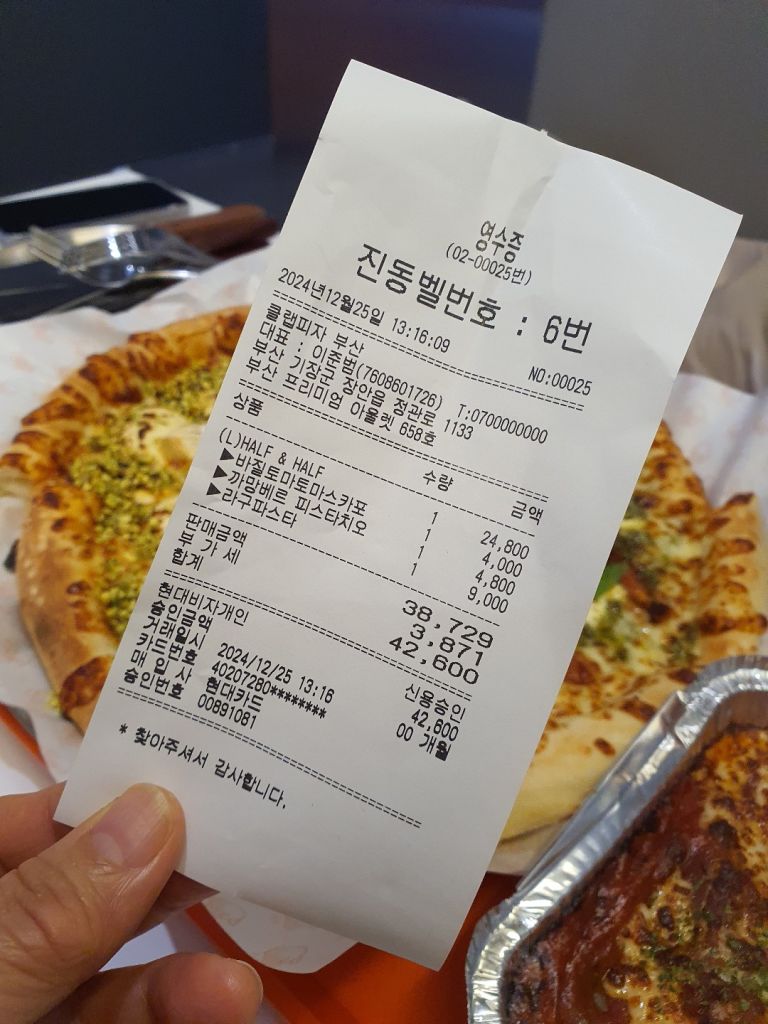 영수증
(02-00025번)
진동벨번호 : 6번
2024년12월25일 13:16:09 NO:00025
클랩피자 부산
대표 : 이준범(7608601726) T:0700000000
부산 기장군 장안읍 정관로 1133
부산 프리미엄 아울렛 658호
상품 수량 금액
(L)HALF & HALF 1 24,800
▶바질토마토마스카포 1 4,000
▶까망베르 피스타치오 1 4,800
▶라구파스타 1 9,000
판매금액 38,729
부 가 세 3,871
합계 42,600
현대비자개인 신용승인
승인금액 42,600
거래일시 2024/12/25 13:16 00 개월
카드번호 40207280********
매 입 사 현대카드
승인번호 00891081
* 찾아주셔서 감사합니다.